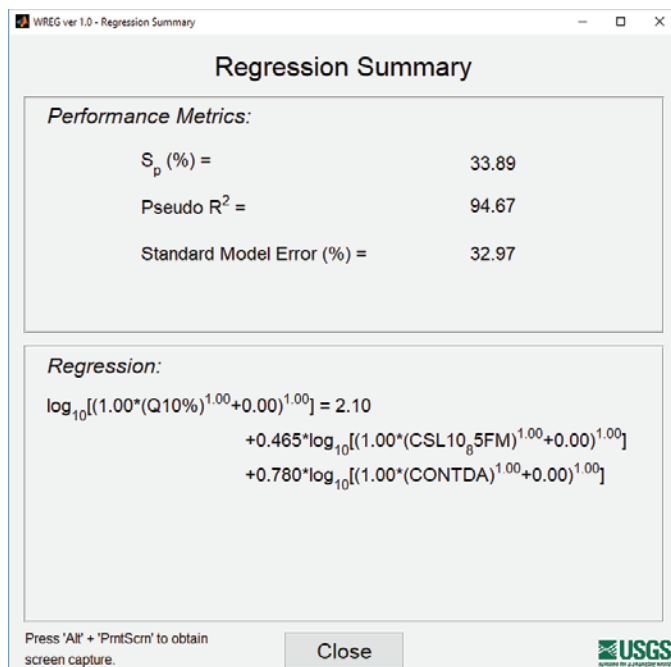 WREG ver 1.0 - Regression Summary
Regression Summary
Performance Metrics:
Sp (%) = 33.89
Pseudo R2 = 94.67
Standard Model Error (%) = 32.97
Regression:
log10[(1.00*(Q10%)1.00+0.00)1.00] = 2.10
+0.465*log10[(1.00*(CSL1085FM)1.00+0.00)1.00]
+0.780*log10[(1.00*(CONTDA)1.00+0.00)1.00]
Press 'Alt' + 'PrntScrn' to obtain
screen capture.
Close
USGS